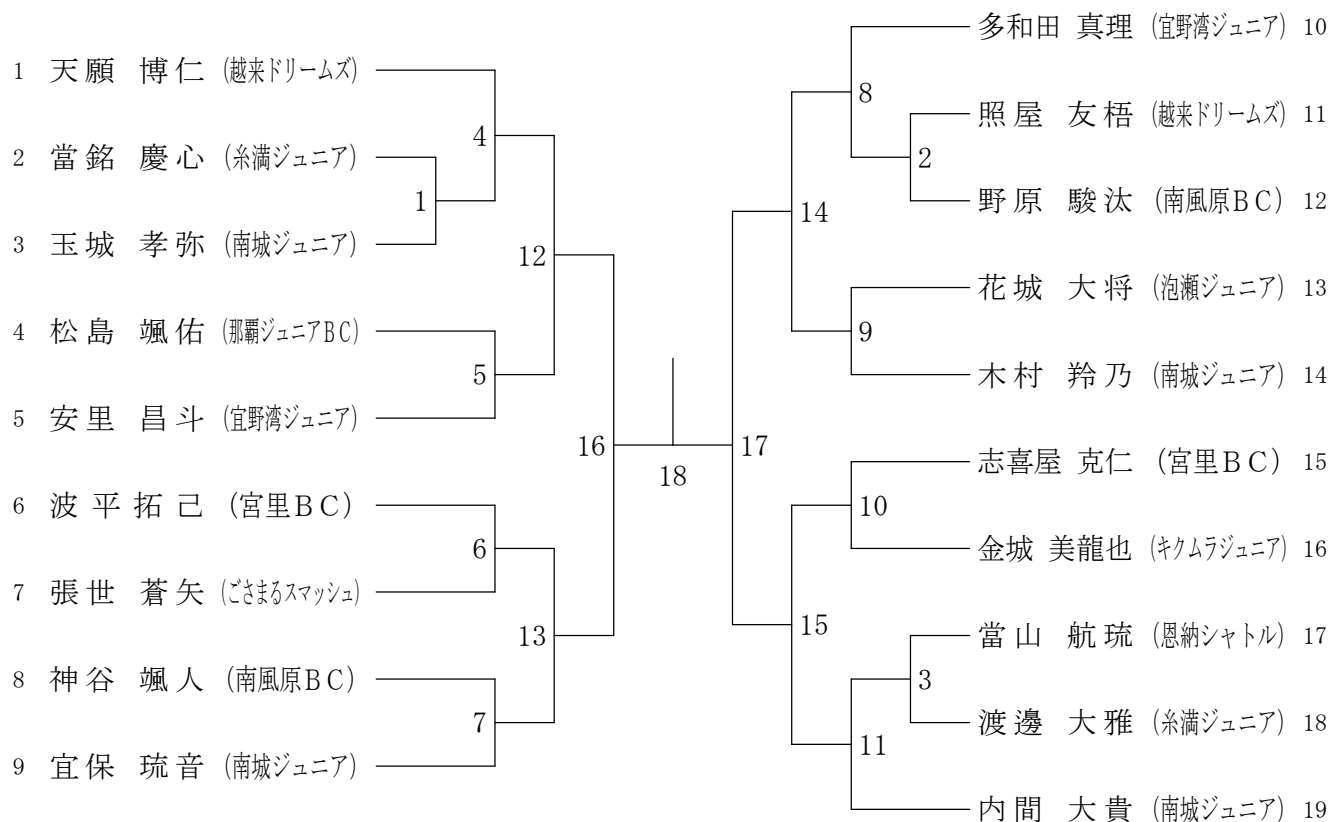 1 天願 博仁 (越来ドリームズ)
2 當銘 慶心 (糸満ジュニア)
3 玉城 孝弥 (南城ジュニア)
4 松島 颯佑 (那覇ジュニアBC)
5 安里 昌斗 (宜野湾ジュニア)
6 波平拓己 (宮里BC)
7 張世 蒼矢 (ごさまるスマッシュ)
8 神谷 颯人 (南風原BC)
9 宜保 琉音 (南城ジュニア)
4
1
12
5
16
6
13
7
18
17
8
2
14
9
10
15
3
11
多和田 真理 (宜野湾ジュニア) 10
照屋 友梧 (越来ドリームズ) 11
野原 駿汰 (南風原BC) 12
花城 大将 (泡瀬ジュニア) 13
木村 羚乃 (南城ジュニア) 14
志喜屋 克仁 (宮里BC) 15
金城 美龍也 (キクムラジュニア) 16
當山 航琉 (恩納シャトル) 17
渡邊 大雅 (糸満ジュニア) 18
内間 大貴 (南城ジュニア) 19